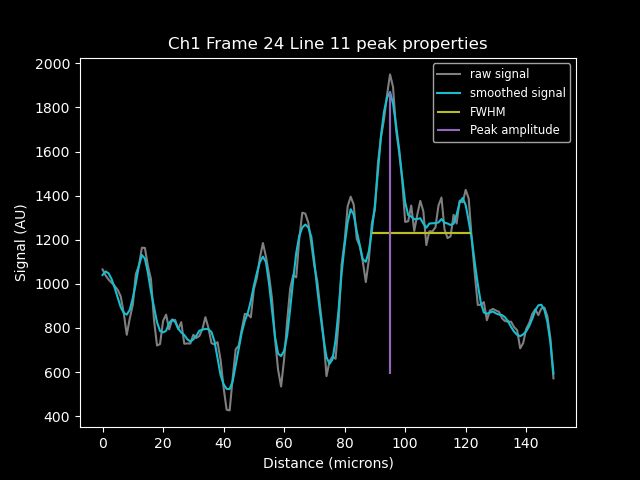 Ch1 Frame 24 Line 11 peak properties
raw signal
smoothed signal
FWHM
Peak amplitude
Signal (AU)
2000
1800
1600
1400
1200
1000
800
600
400
0 20 40 60 80 100 120 140
Distance (microns)